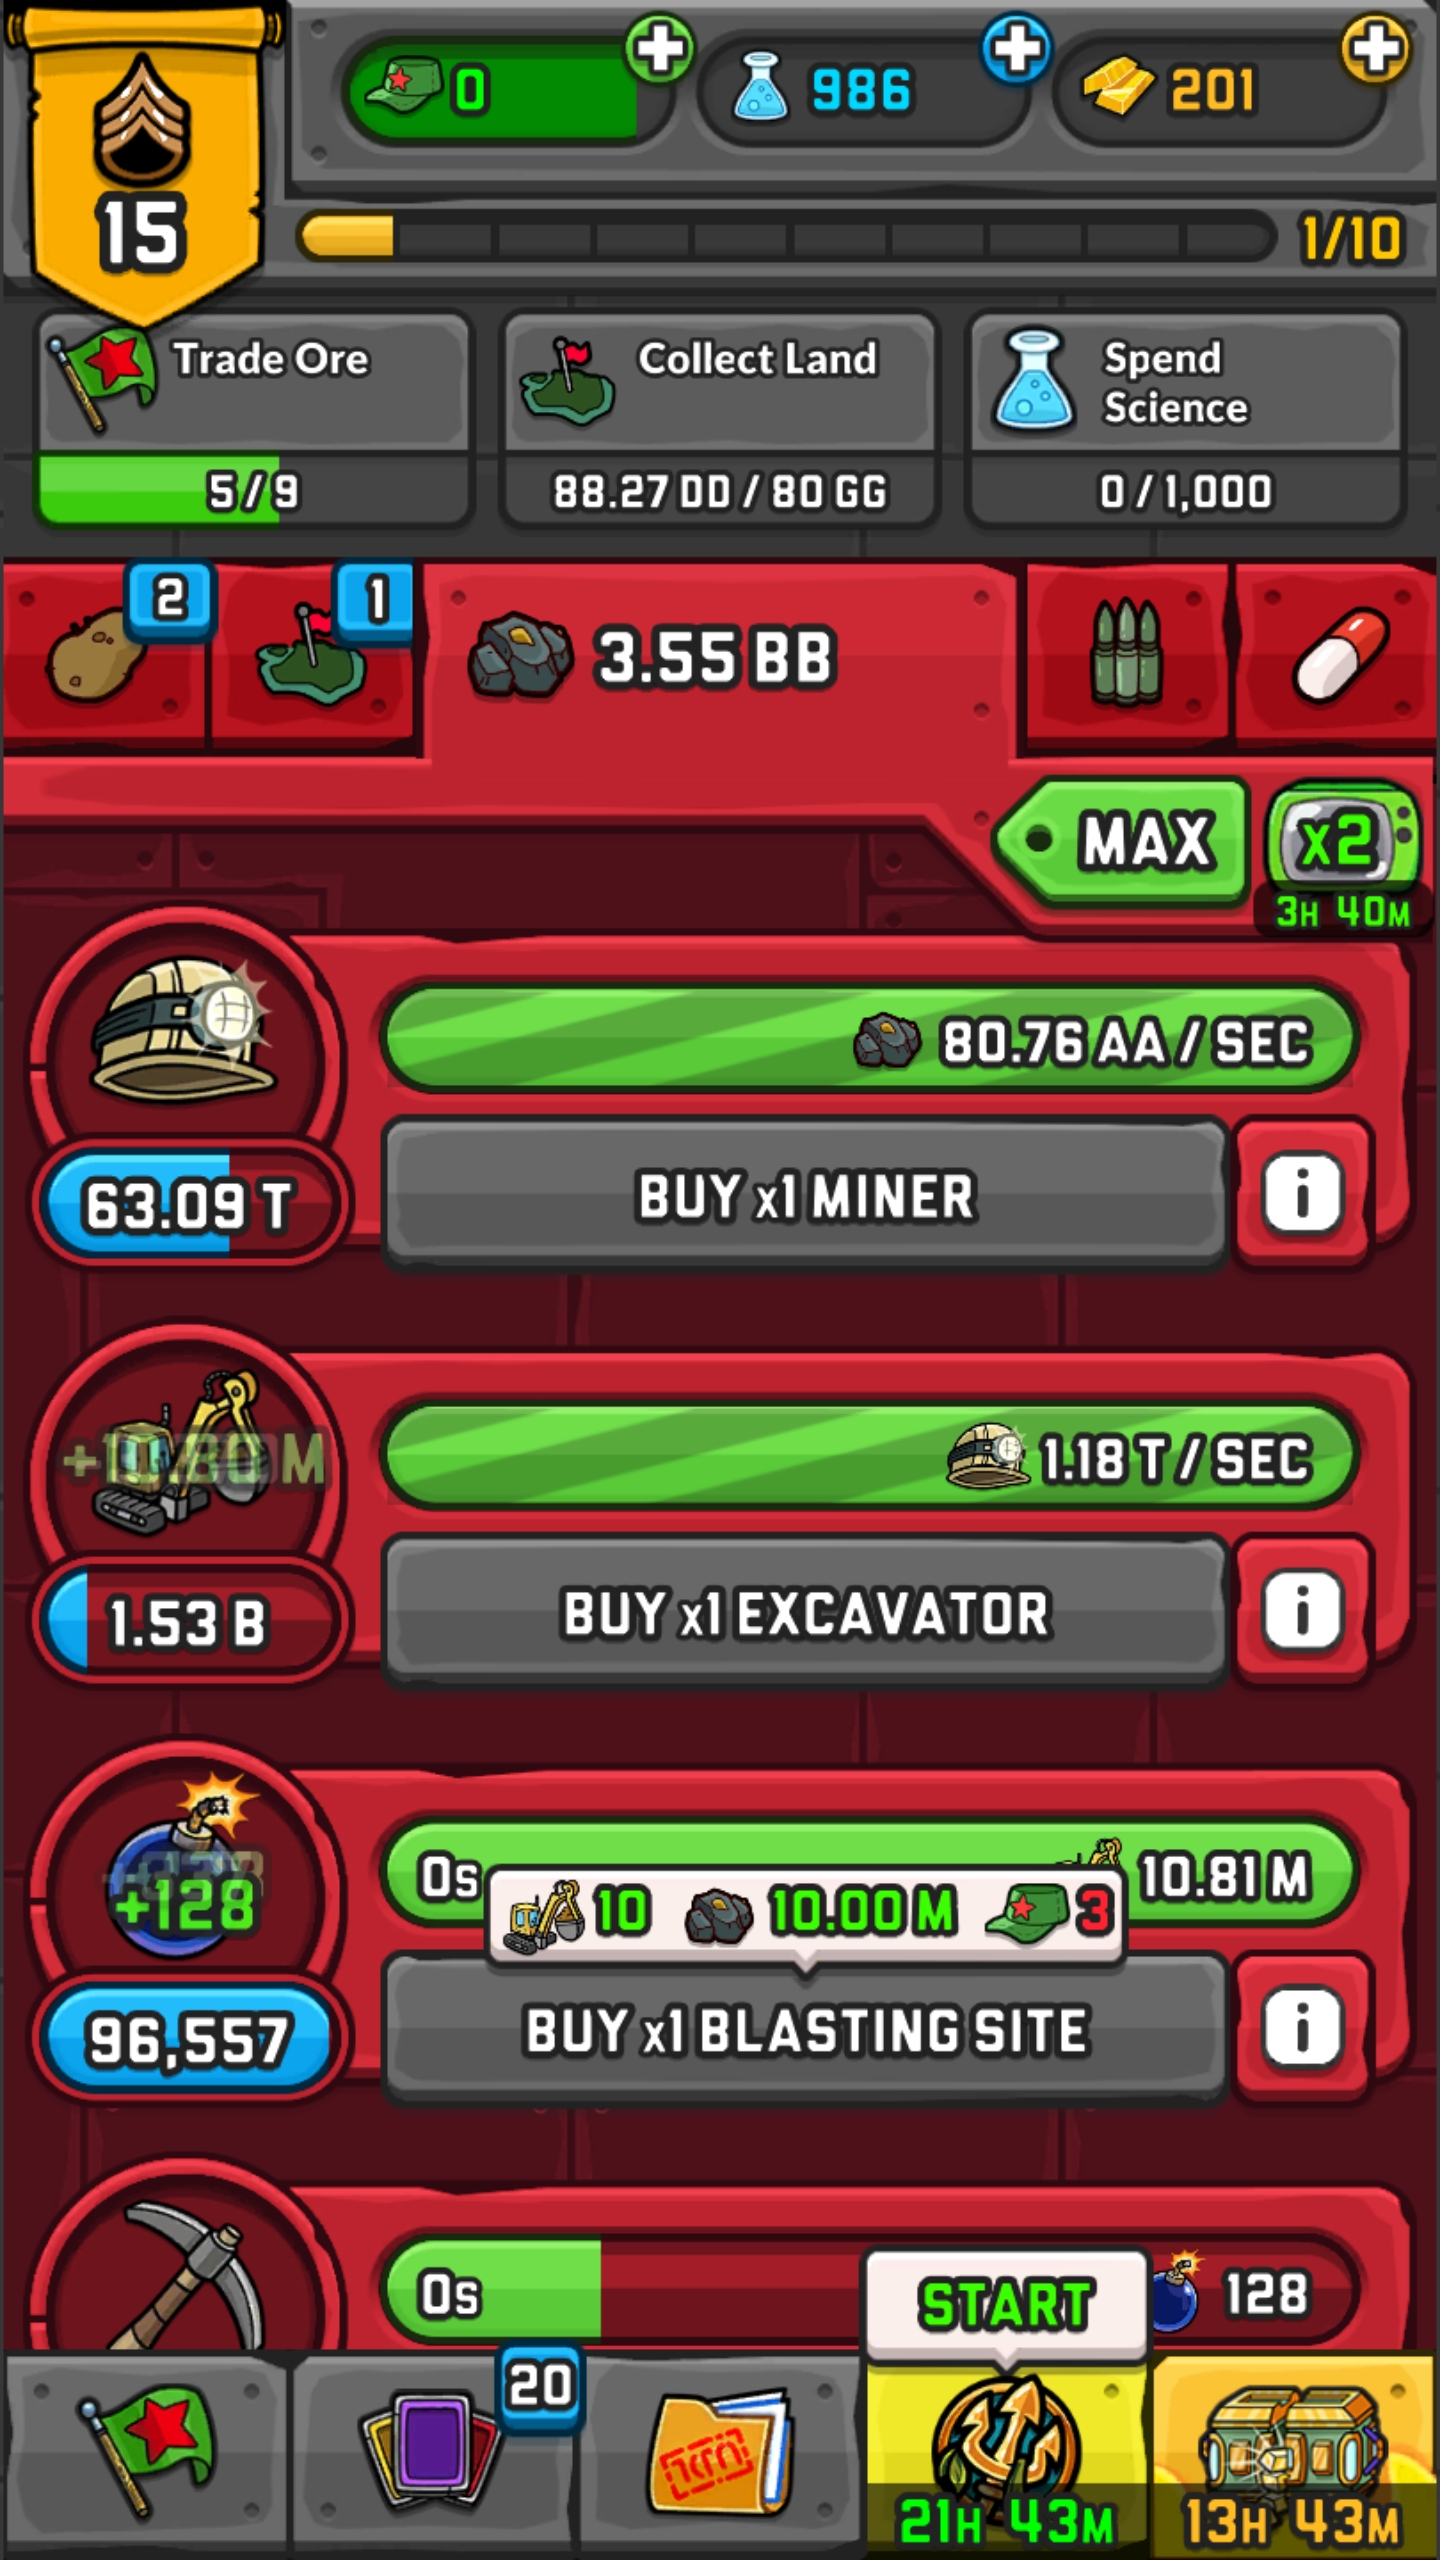 0
986
201
15
1/10
Trade Ore
Collect Land
Spend
Science
5/9
88.27 DD / 80 GG
0 / 1,000
2
1
3.55 BB
MAX
x2
3H 40M
80.76 AA / SEC
63.09 T
BUY x1 MINER
i
1.18 T / SEC
1.53 B
BUY x1 EXCAVATOR
i
+128
0s
10.81 M
10
10.00 M
3
96,557
BUY x1 BLASTING SITE
i
0s
START
128
20
21H 43M
13H 43M